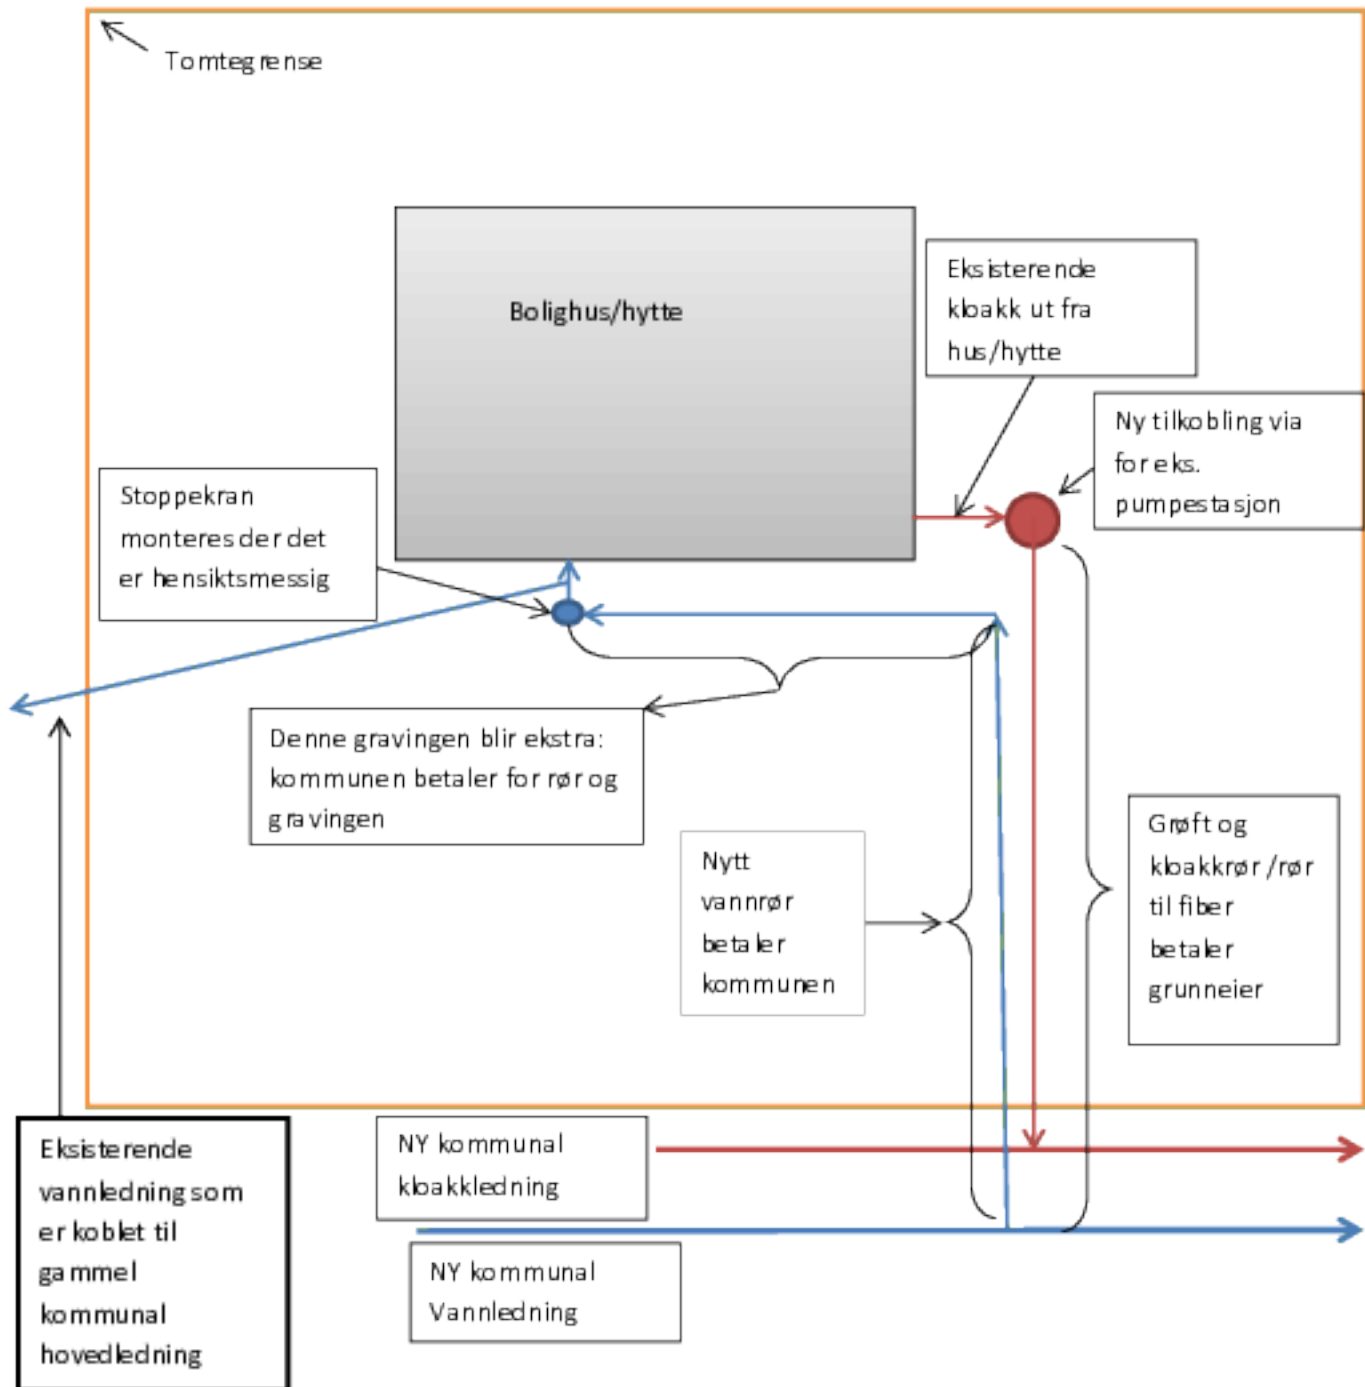 Tomtegrense
Bolighus/hytte
Eksisterende
kloakk ut fra
hus/hytte
Ny tilkobling via
for eks.
pumpestasjon
Stoppekran
monteres der det
er hensiktsmessig
Denne gravingen blir ekstra:
kommunen betaler for rør og
gravingen
Nytt
vannrør
betaler
kommunen
Grøft og
kloakkrør /rør
til fiber
betaler
grunneier
Eksisterende
vannledning som
er koblet til
gammel
kommunal
hovedledning
NY kommunal
kloakkledning
NY kommunal
Vannledning